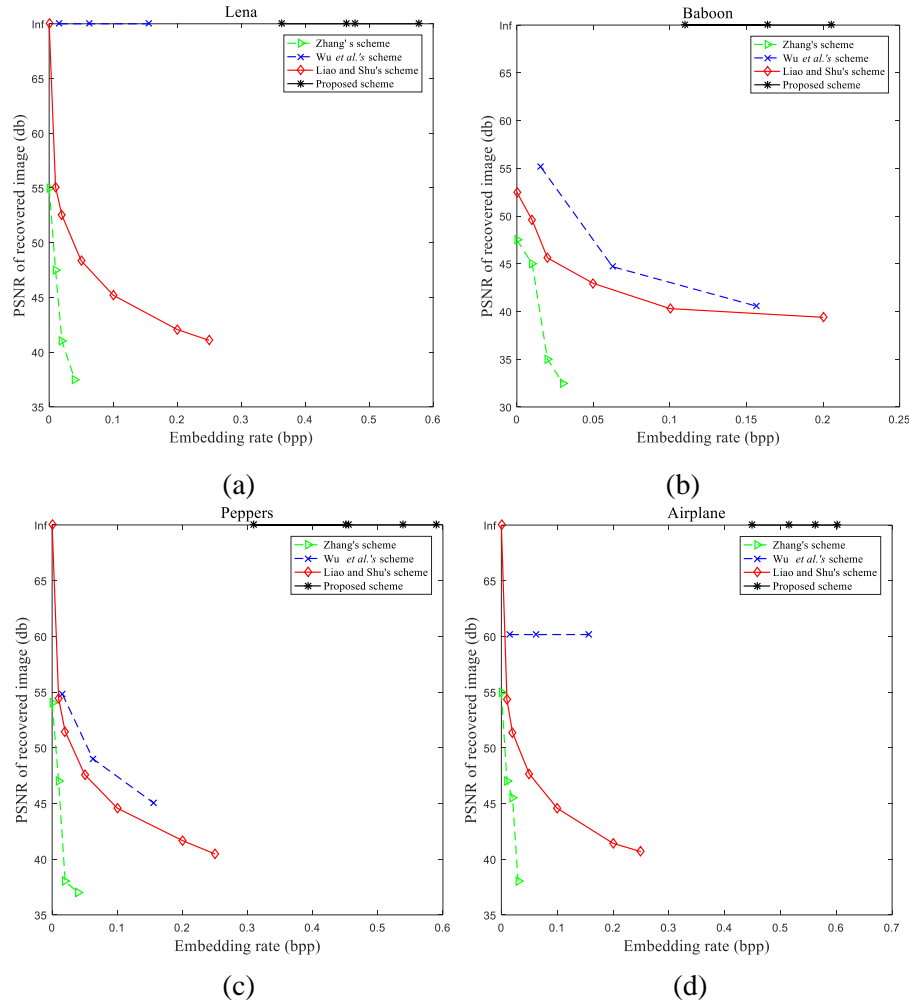 Lena
Inf
65
60
55
50
45
40
35
PSNR of recovered image (db)
Zhang' s scheme
Wu et al.'s scheme
Liao and Shu's scheme
Proposed scheme
0 0.1 0.2 0.3 0.4 0.5 0.6
Embedding rate (bpp)
(a)
Baboon
Inf
65
60
55
50
45
40
35
30
PSNR of recovered image (db)
Zhang's scheme
Wu et al.'s scheme
Liao and Shu's scheme
Proposed scheme
0 0.05 0.1 0.15 0.2 0.25
Embedding rate (bpp)
(b)
Peppers
Inf
65
60
55
50
45
40
35
PSNR of recovered image (db)
Zhang's scheme
Wu et al.'s scheme
Liao and Shu's scheme
Proposed scheme
0 0.1 0.2 0.3 0.4 0.5 0.6
Embedding rate (bpp)
(c)
Airplane
Inf
65
60
55
50
45
40
35
PSNR of recovered image (db)
Zhang's scheme
Wu et al.'s scheme
Liao and Shu's scheme
Proposed scheme
0 0.1 0.2 0.3 0.4 0.5 0.6 0.7
Embedding rate (bpp)
(d)